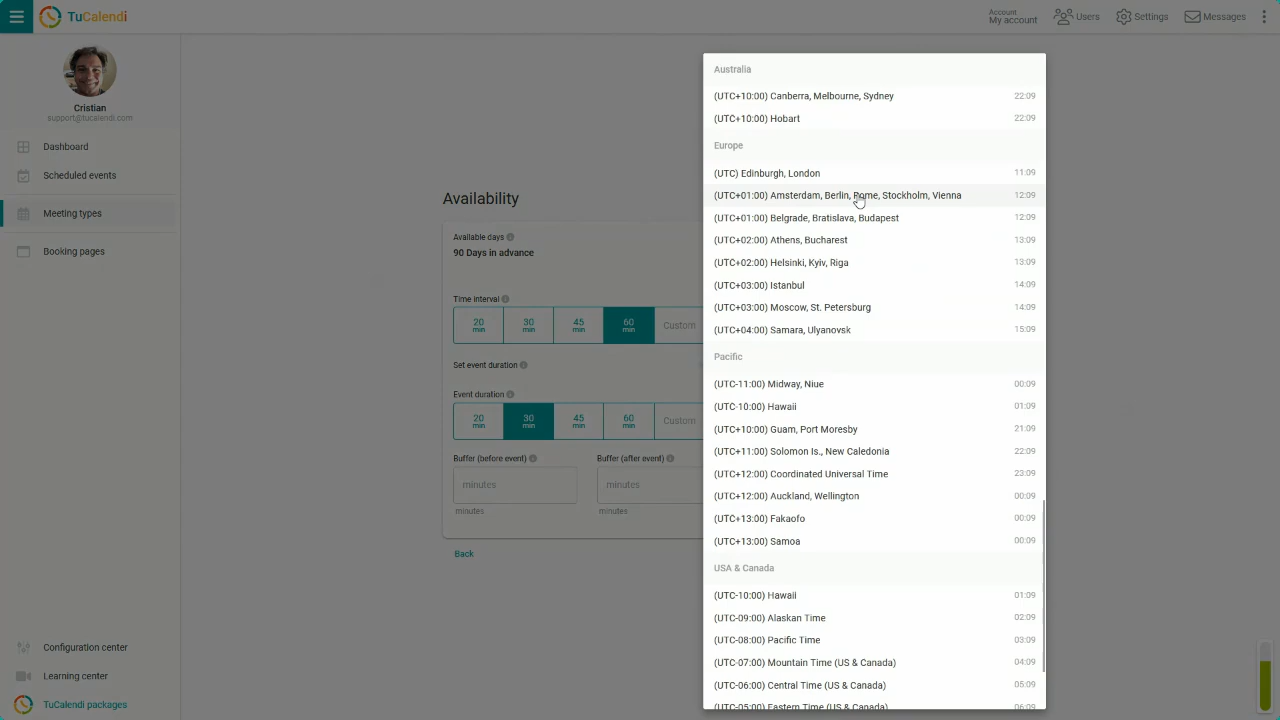 TuCalendi
Account
My account
Users
Settings
Messages
Cristian
support@tucalendi.com
Dashboard
Scheduled events
Meeting types
Booking pages
Configuration center
Learning center
TuCalendi packages
Availability
Available days
90 Days in advance
Time interval
20 min
30 min
45 min
60 min
Custom
Set event duration
Event duration
20 min
30 min
45 min
60 min
Custom
Buffer (before event)
Buffer (after event)
minutes
minutes
minutes
minutes
Back
Australia
(UTC+10:00) Canberra, Melbourne, Sydney 22:09
(UTC+10:00) Hobart 22:09
Europe
(UTC) Edinburgh, London 11:09
(UTC+01:00) Amsterdam, Berlin, Rome, Stockholm, Vienna 12:09
(UTC+01:00) Belgrade, Bratislava, Budapest 12:09
(UTC+02:00) Athens, Bucharest 13:09
(UTC+02:00) Helsinki, Kyiv, Riga 13:09
(UTC+03:00) Istanbul 14:09
(UTC+03:00) Moscow, St. Petersburg 14:09
(UTC+04:00) Samara, Ulyanovsk 15:09
Pacific
(UTC-11:00) Midway, Niue 00:09
(UTC-10:00) Hawaii 01:09
(UTC+10:00) Guam, Port Moresby 21:09
(UTC+11:00) Solomon Is., New Caledonia 22:09
(UTC+12:00) Coordinated Universal Time 23:09
(UTC+12:00) Auckland, Wellington 00:09
(UTC+13:00) Fakaofo 00:09
(UTC+13:00) Samoa 00:09
USA & Canada
(UTC-10:00) Hawaii 01:09
(UTC-09:00) Alaskan Time 02:09
(UTC-08:00) Pacific Time 03:09
(UTC-07:00) Mountain Time (US & Canada) 04:09
(UTC-06:00) Central Time (US & Canada) 05:09
(UTC-05:00) Eastern Time (US & Canada) 06:09